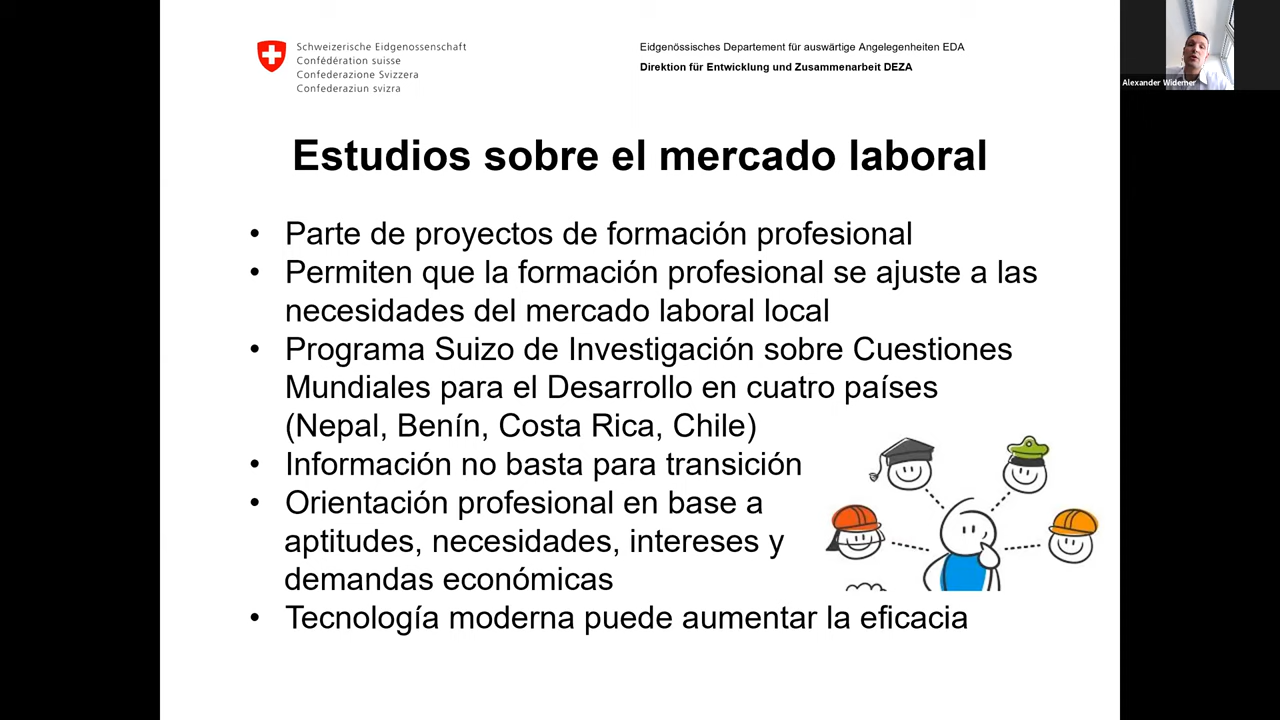 Schweizerische Eidgenossenschaft
Confédération suisse
Confederazione Svizzera
Confederaziun svizra
Eidgenössisches Departement für auswärtige Angelegenheiten EDA
Direktion für Entwicklung und Zusammenarbeit DEZA
Alexander Widemer
Estudios sobre el mercado laboral
• Parte de proyectos de formación profesional
• Permiten que la formación profesional se ajuste a las
necesidades del mercado laboral local
• Programa Suizo de Investigación sobre Cuestiones
Mundiales para el Desarrollo en cuatro países
(Nepal, Benín, Costa Rica, Chile)
• Información no basta para transición
• Orientación profesional en base a
aptitudes, necesidades, intereses y
demandas económicas
• Tecnología moderna puede aumentar la eficacia